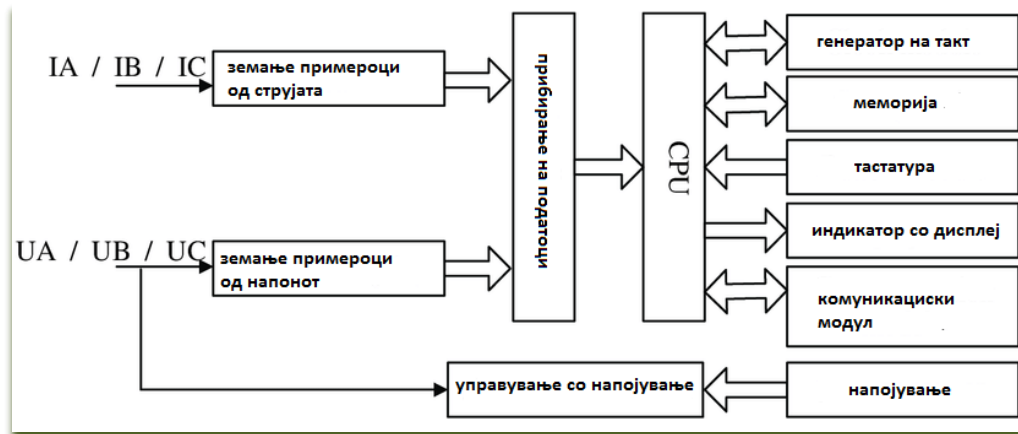 IA / IB / IC
земање примероци
од струјата
UA / UB / UC
земање примероци
од напонот
прибирање на податоци
CPU
генератор на такт
меморија
тастатура
индикатор со дисплеј
комуникациски
модул
управување со напојување
напојување